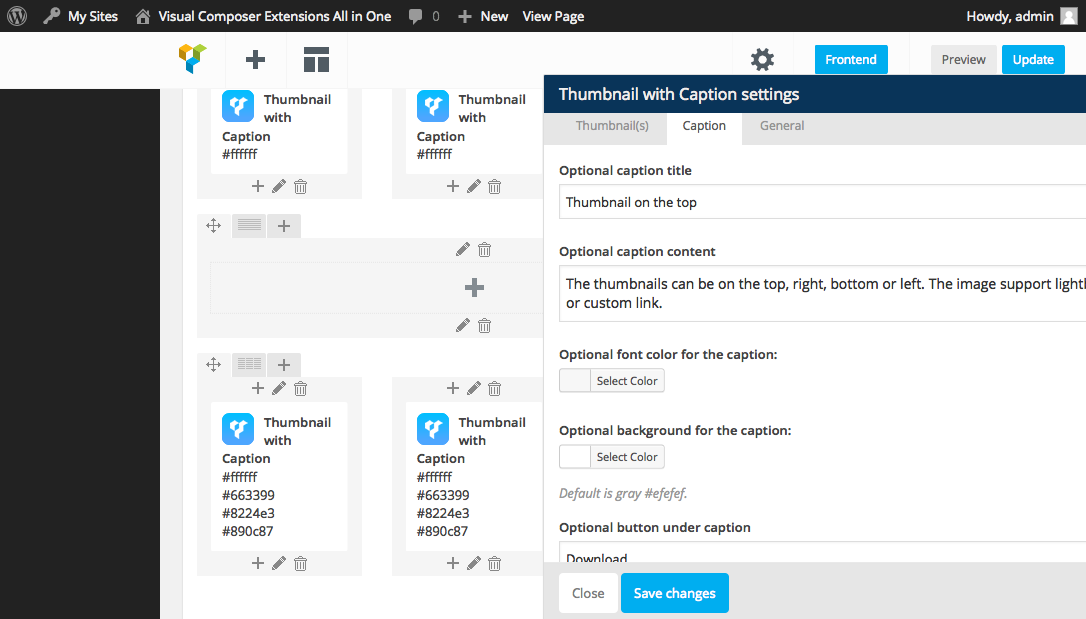 My Sites
Visual Composer Extensions All in One
0
New
View Page
Howdy, admin
Frontend
Preview
Update
Thumbnail
with
Caption
#ffffff
Thumbnail
with
Caption
#ffffff
Thumbnail
with
Caption
#ffffff
#663399
#8224e3
#890c87
Thumbnail
with
Caption
#ffffff
#663399
#8224e3
#890c87
Thumbnail with Caption settings
Thumbnail(s)
Caption
General
Optional caption title
Thumbnail on the top
Optional caption content
The thumbnails can be on the top, right, bottom or left. The image support lightl
or custom link.
Optional font color for the caption:
Select Color
Optional background for the caption:
Select Color
Default is gray #efefef.
Optional button under caption
Download
Close
Save changes